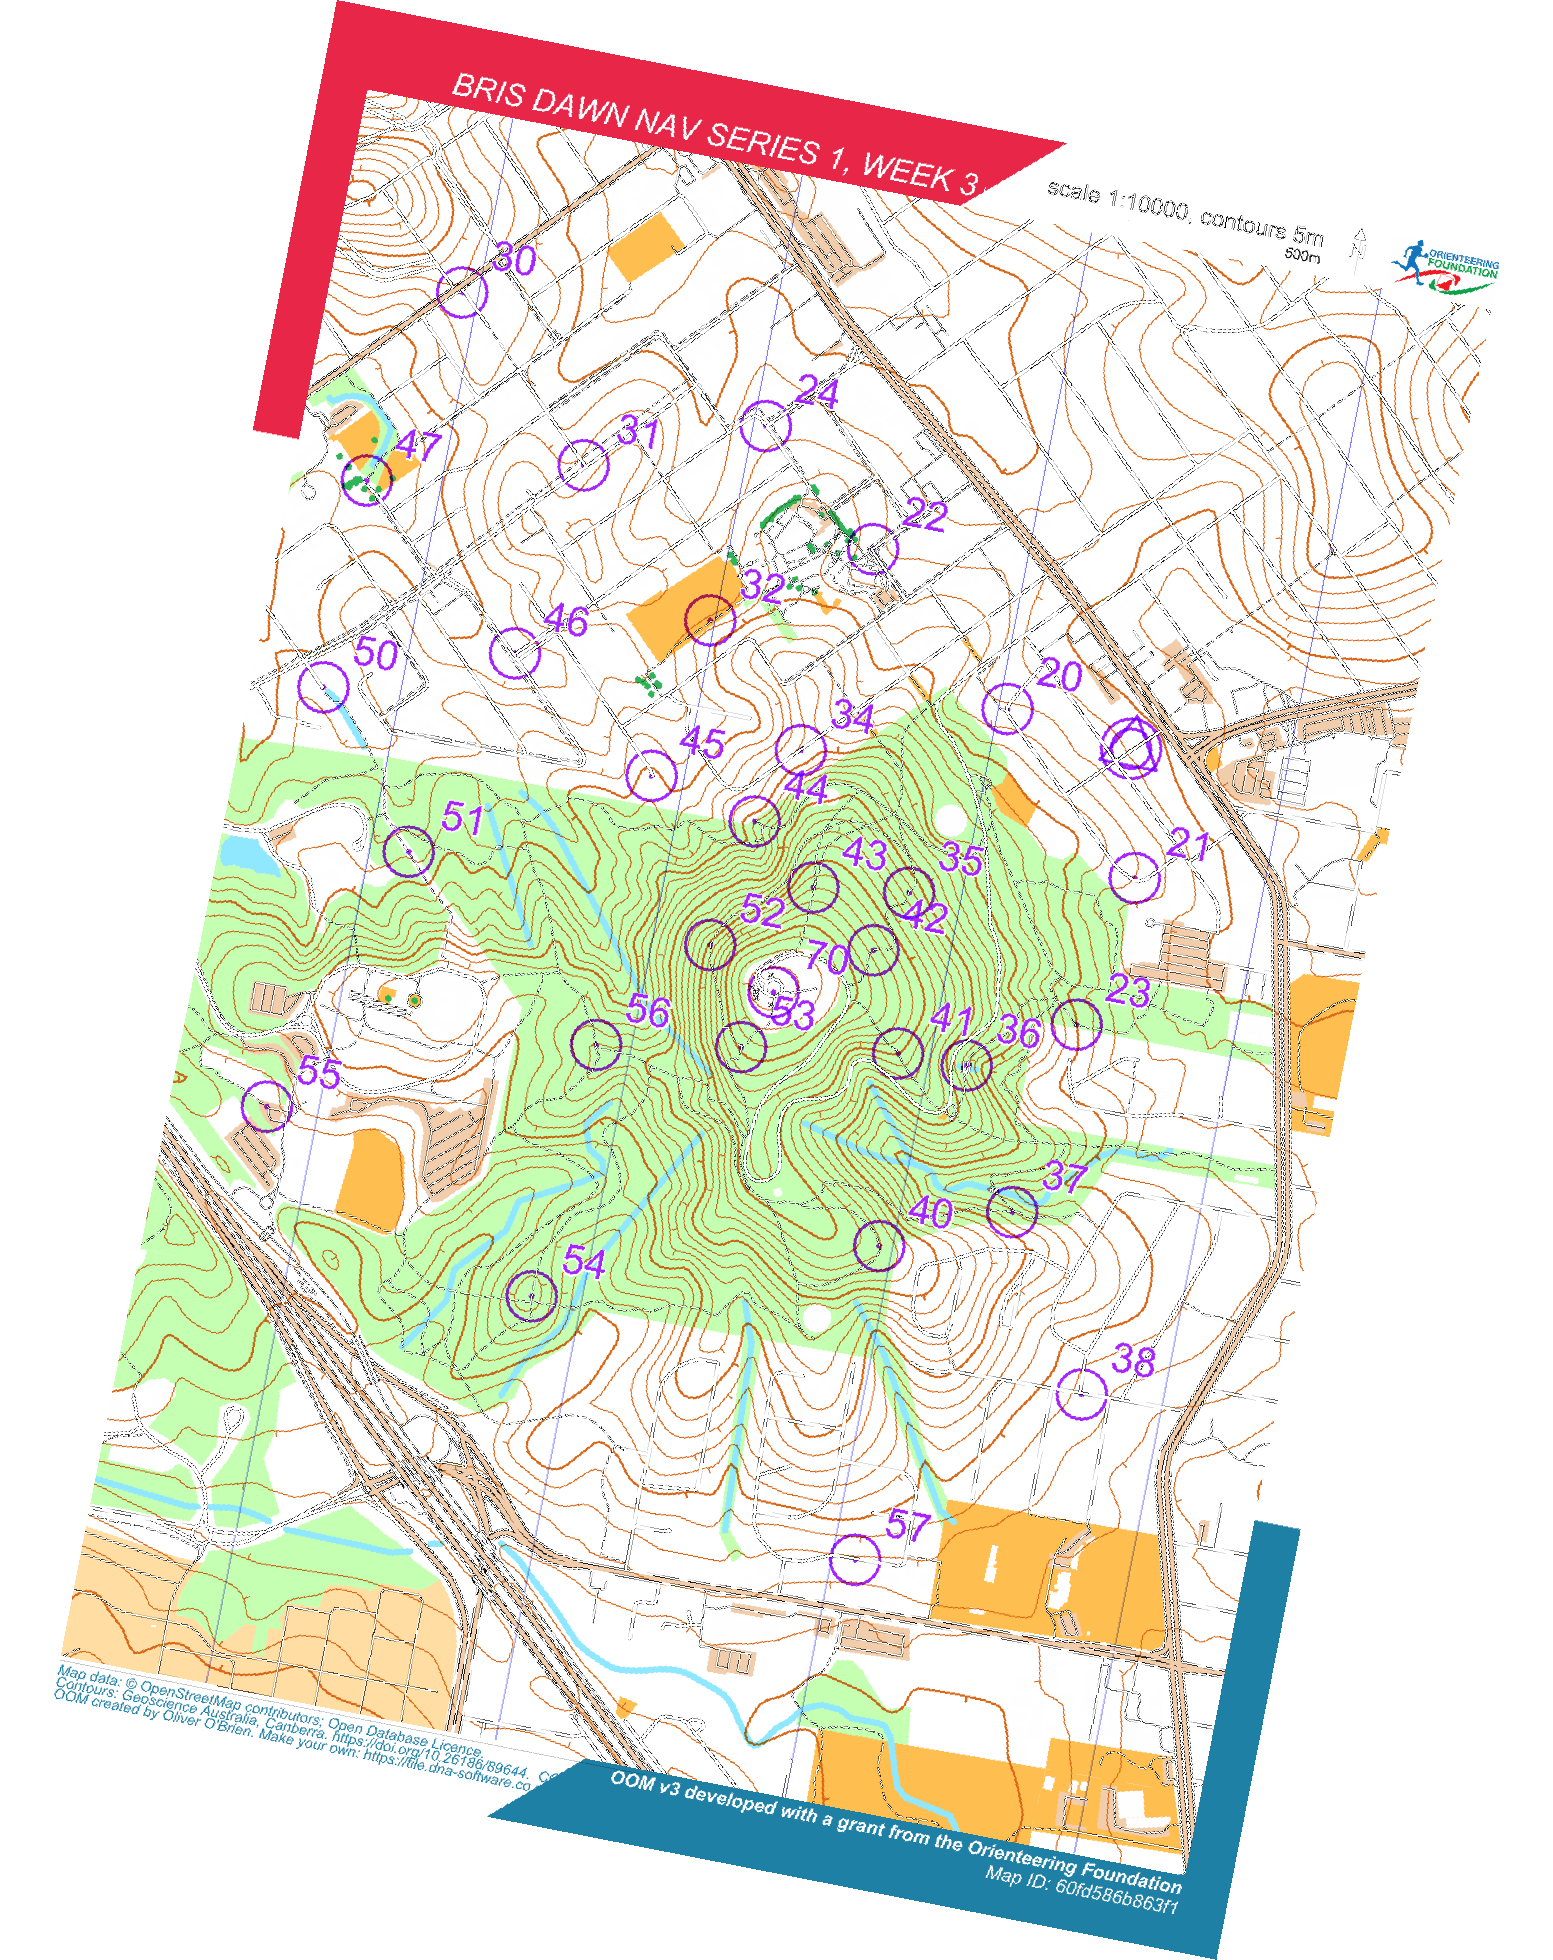 BRIS DAWN NAV SERIES 1, WEEK 3
scale 1:10000, contours 5m
500m
N
ORIENTEERING
FOUNDATION
30
24
31
47
22
32
46
50
20
34
45
44
21
51
43
35
52
42
70
23
53
56
41
36
55
37
40
54
38
57
Map data: © OpenStreetMap contributors, Open Database Licence.
Contours: Geoscience Australia, Canberra. https://doi.org/10.26186/89644.
OOM created by Oliver O'Brien. Make your own: https://file.dna-software.co
OOM v3 developed with a grant from the Orienteering Foundation
Map ID: 60fd586b863f1